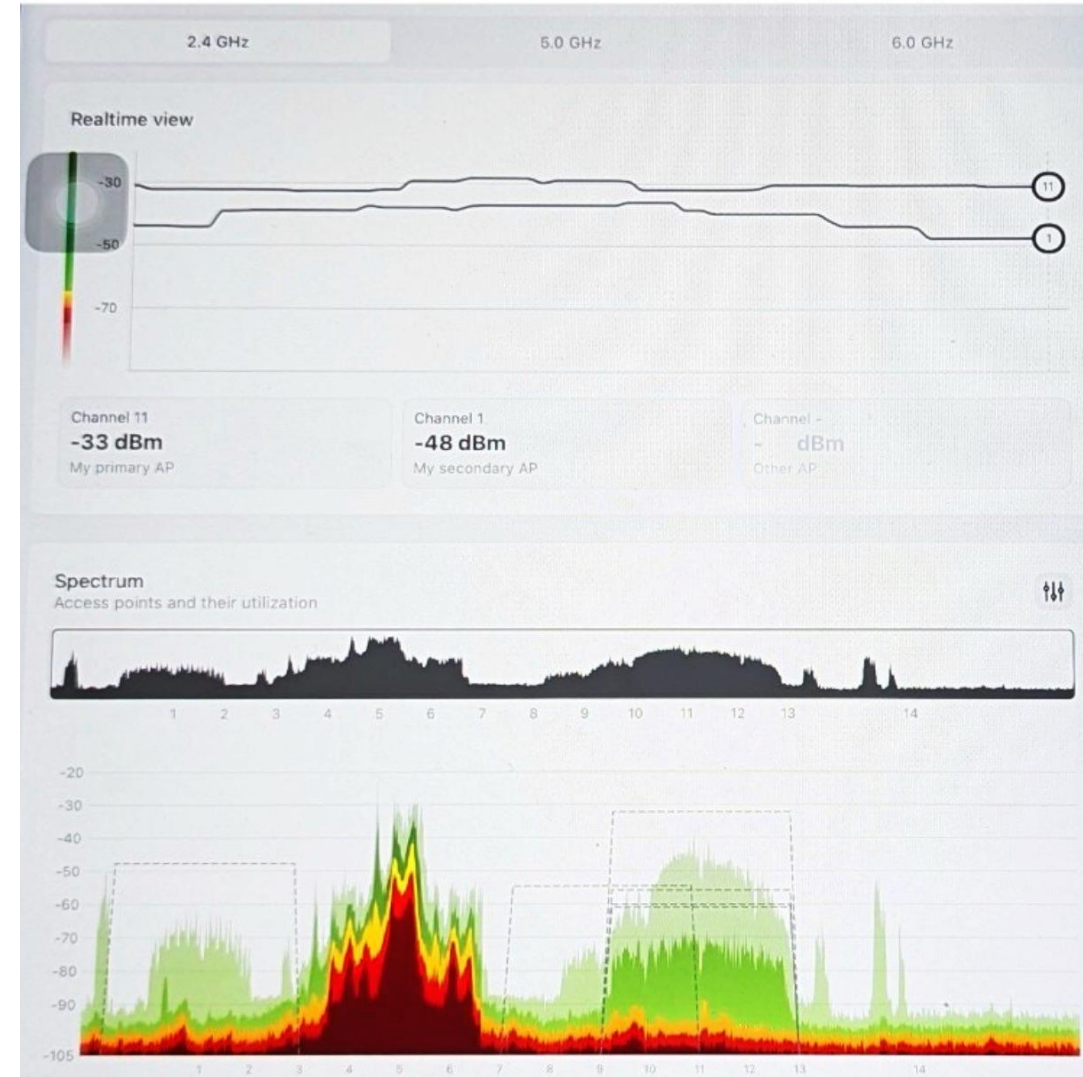 2.4 GHz 5.0 GHz 6.0 GHz
Realtime view
-30
11
-50
1
-70
Channel 11 Channel 1 Channel -
-33 dBm -48 dBm - dBm
My primary AP My secondary AP Other AP
Spectrum
Access points and their utilization
1 2 3 4 5 6 7 8 9 10 11 12 13 14
-20
-30
-40
-50
-60
-70
-80
-90
-105
1 2 3 4 5 6 7 8 9 10 11 12 13 14